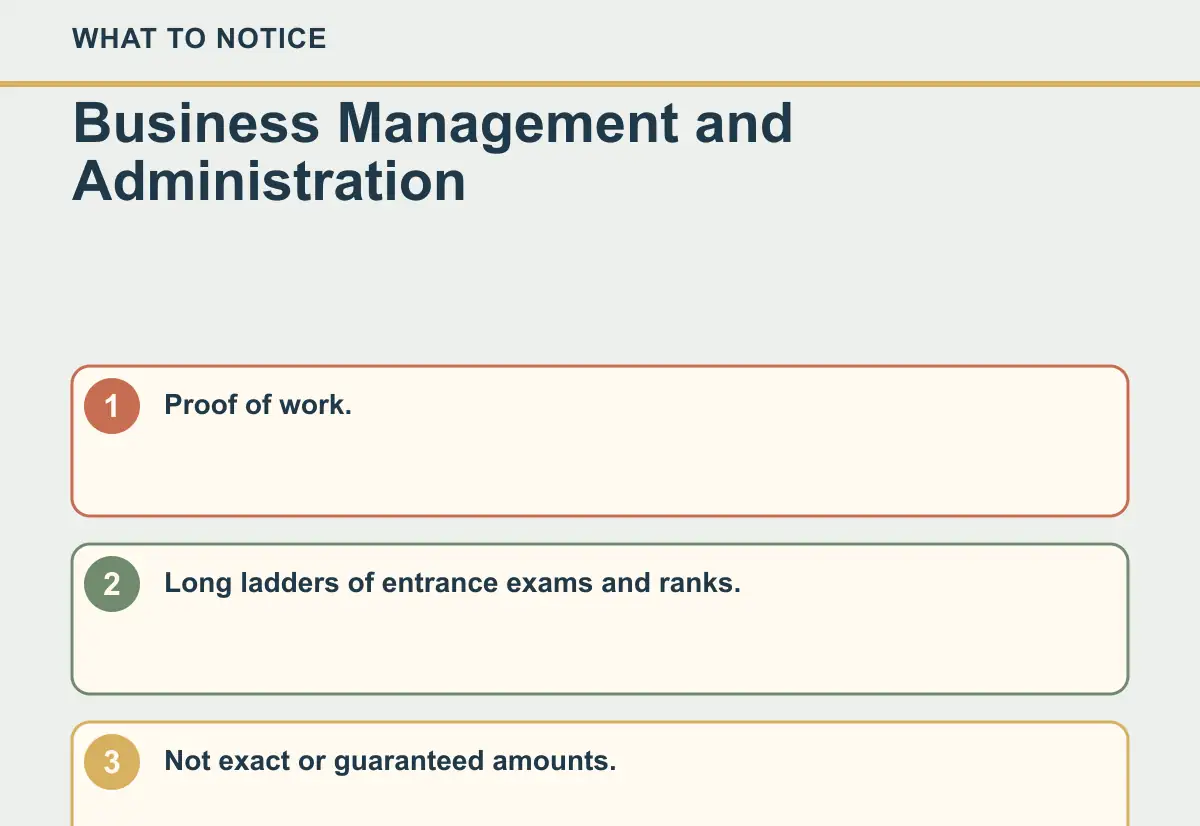 WHAT TO NOTICE
Business Management and
Administration
1 Proof of work.
2 Long ladders of entrance exams and ranks.
3 Not exact or guaranteed amounts.